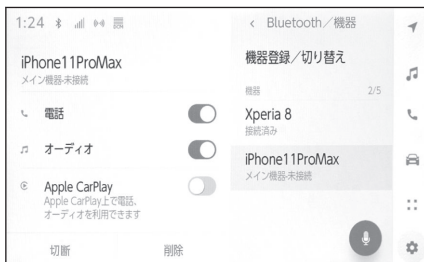 1:24
iPhone11ProMax
メイン機器-未接続
電話
オーディオ
Apple CarPlay
Apple CarPlay上で電話、
オーディオを利用できます
切断
削除
< Bluetooth／機器
機器登録／切り替え
機器 2/5
Xperia 8
接続済み
iPhone11ProMax
メイン機器-未接続